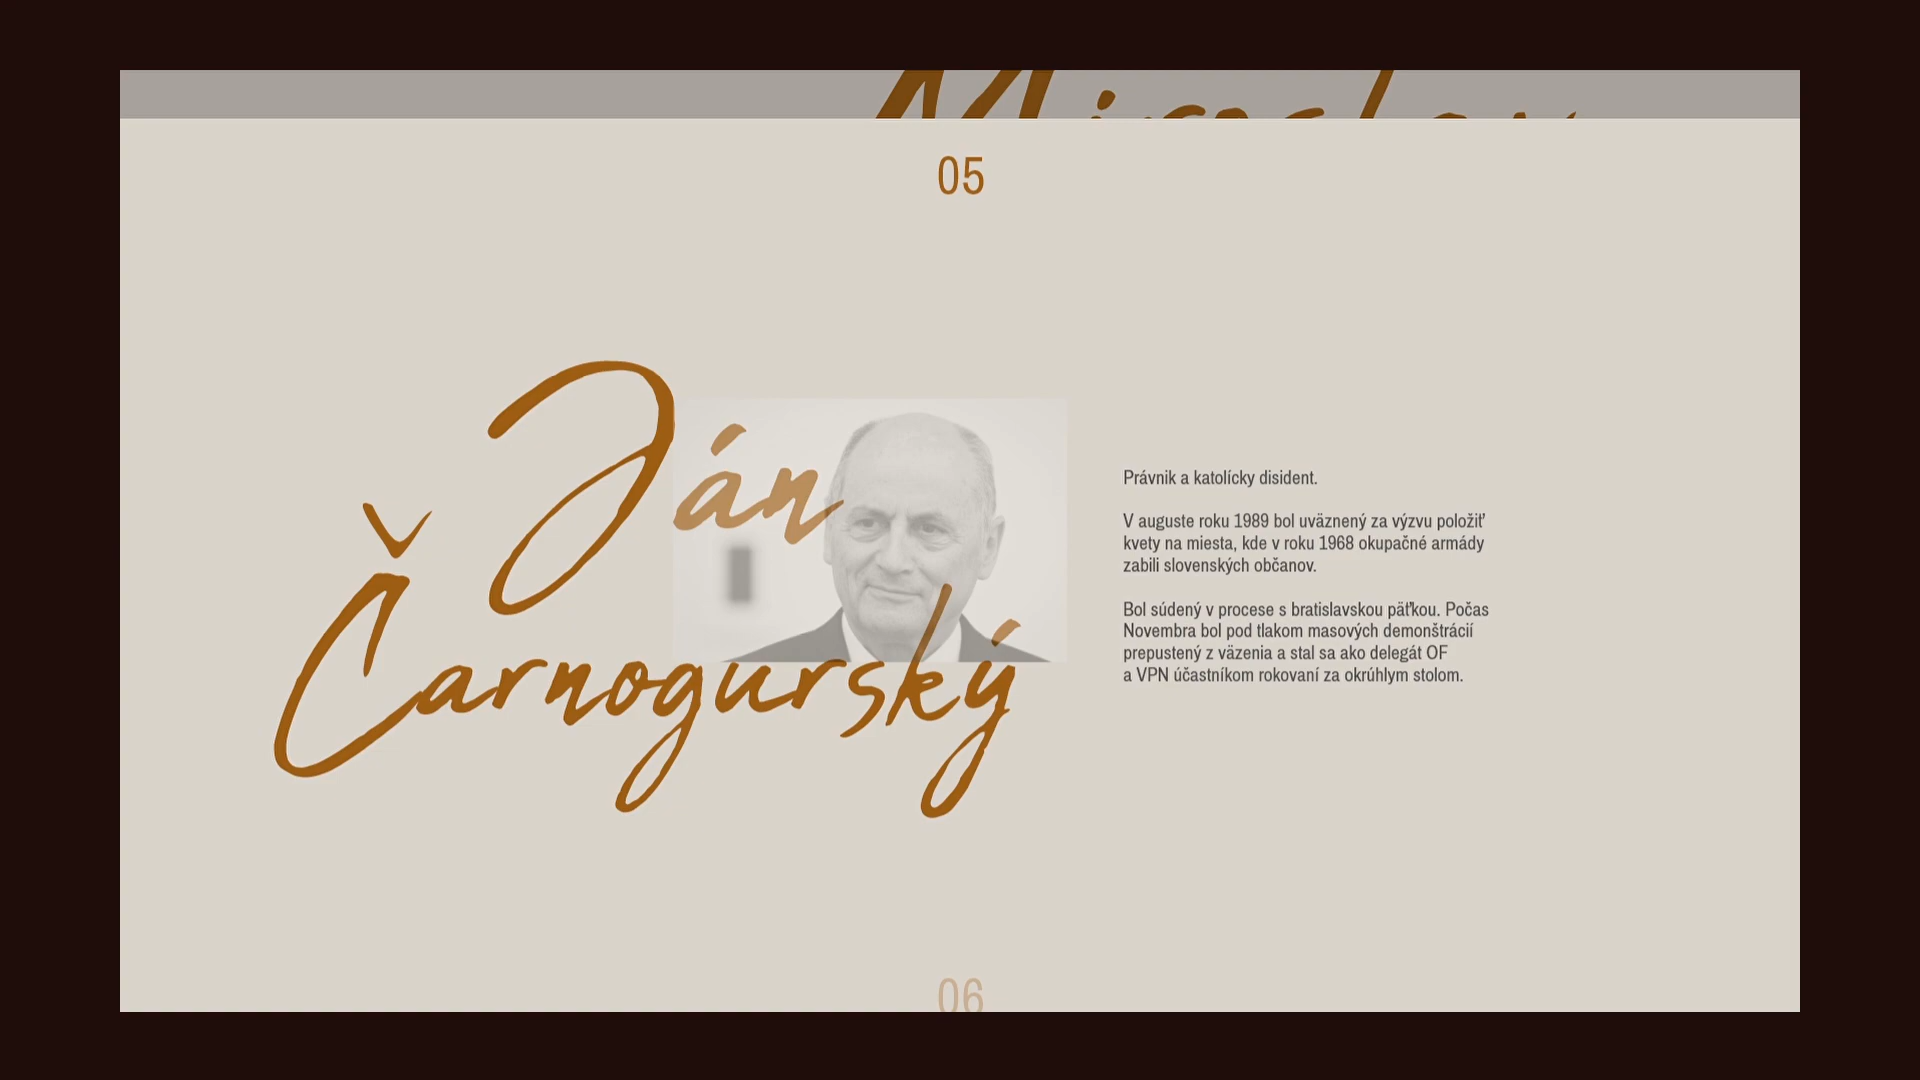 Miroslav
05
Ján
Čarnogurský
Právnik a katolícky disident.
V auguste roku 1989 bol uväznený za výzvu položiť
kvety na miesta, kde v roku 1968 okupačné armády
zabili slovenských občanov.
Bol súdený v procese s bratislavskou päťkou. Počas
Novembra bol pod tlakom masových demonštrácií
prepustený z väzenia a stal sa ako delegát OF
a VPN účastníkom rokovaní za okrúhlym stolom.
06